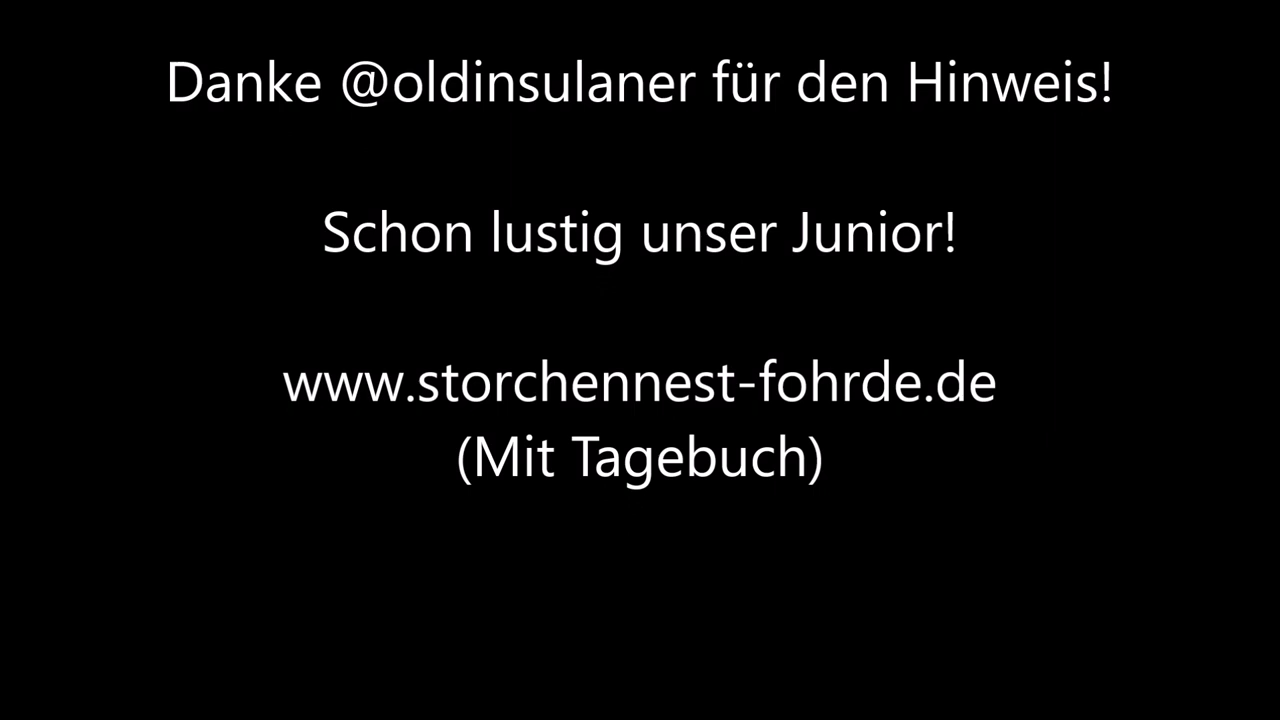 Danke @oldinsulaner für den Hinweis!
Schon lustig unser Junior!
www.storchennest-fohrde.de
(Mit Tagebuch)